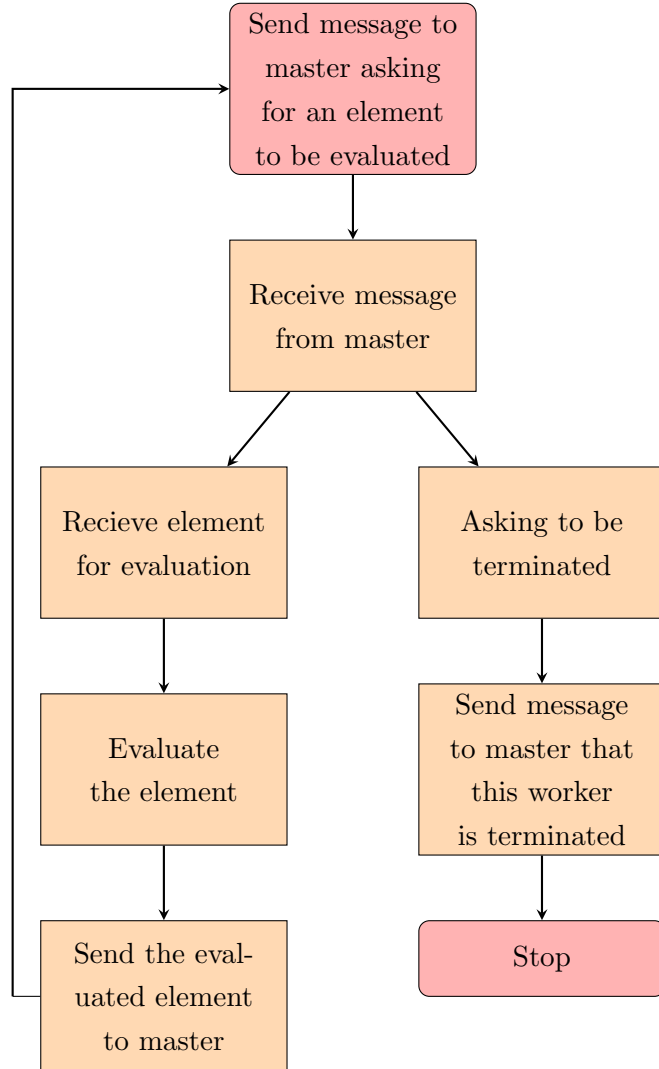 Send message to
master asking
for an element
to be evaluated
Receive message
from master
Recieve element
for evaluation
Asking to be
terminated
Evaluate
the element
Send message
to master that
this worker
is terminated
Send the eval-
uated element
to master
Stop